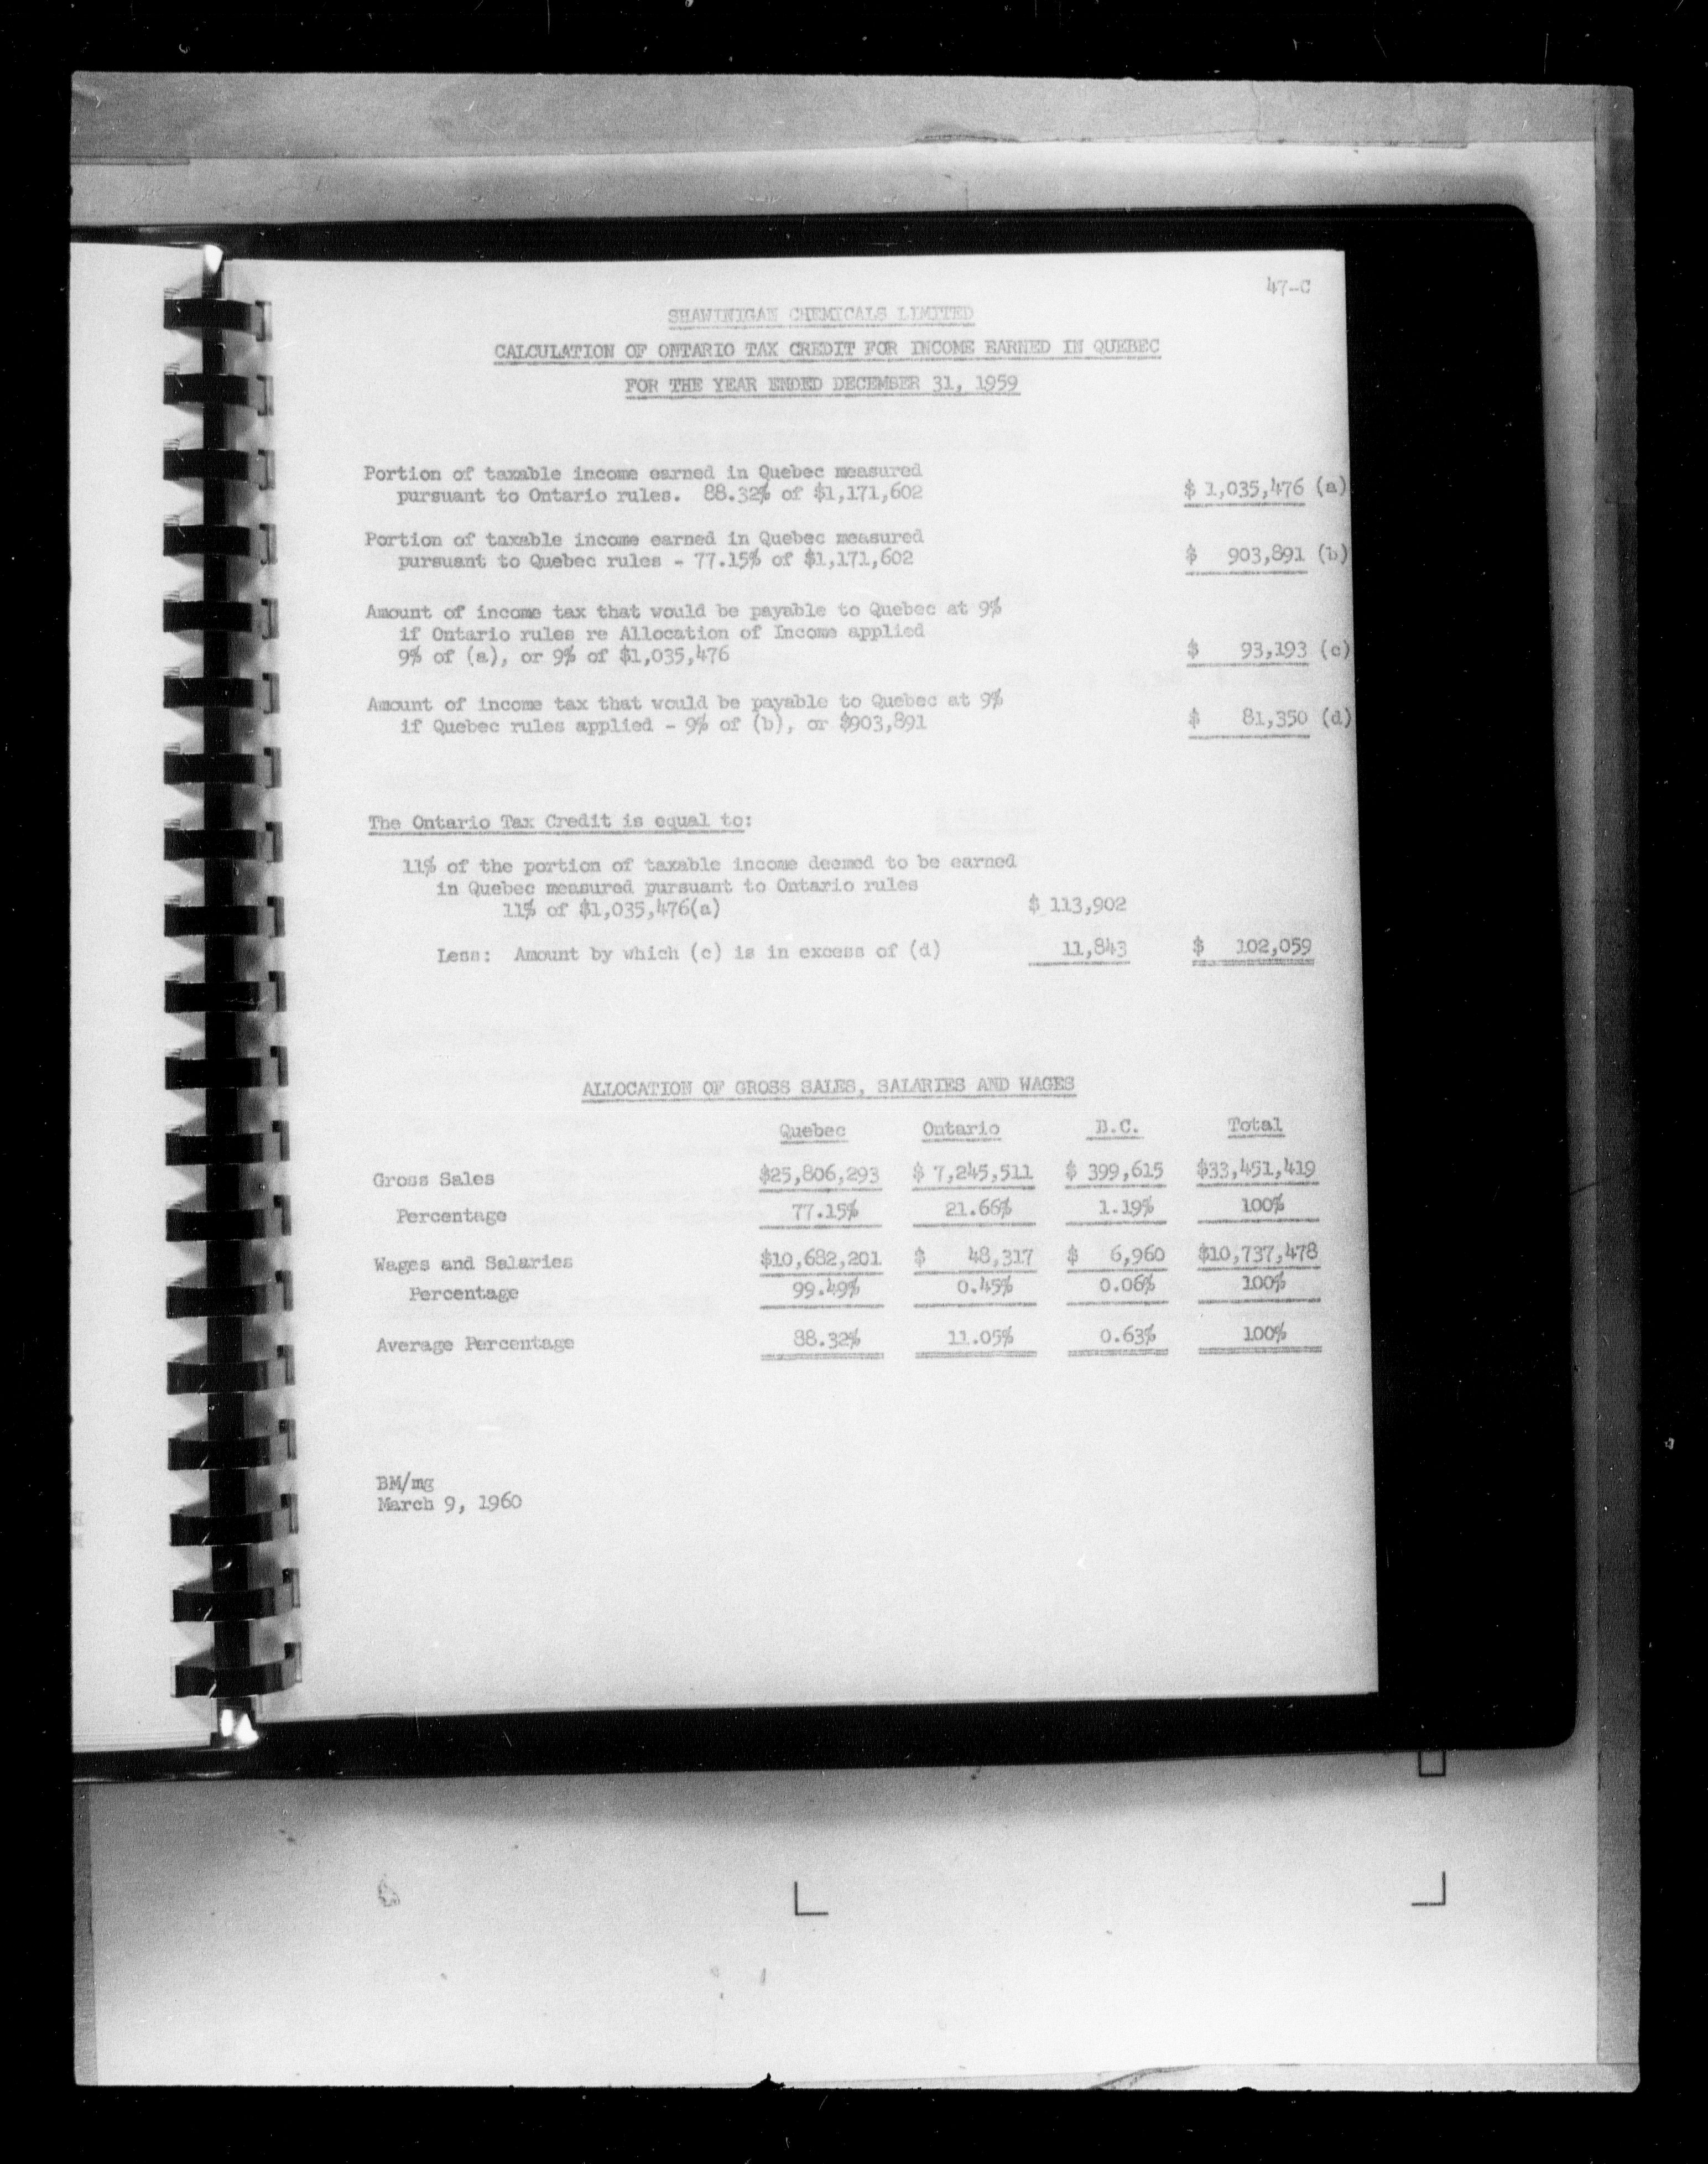 47-C
SHAWINIGAN CHEMICALS LIMITED
CALCULATION OF ONTARIO TAX CREDIT FOR INCOME EARNED IN QUEBEC
FOR THE YEAR ENDED DECEMBER 31, 1959
Portion of taxable income earned in Quebec measured
pursuant to Ontario rules. 88.32% of $1,171,602 $ 1,035,476 (a)
Portion of taxable income earned in Quebec measured
pursuant to Quebec rules - 77.15% of $1,171,602 $ 903,891 (b)
Amount of income tax that would be payable to Quebec at 9%
if Ontario rules re Allocation of Income applied
9% of (a), or 9% of $1,035,476 $ 93,193 (c)
Amount of income tax that would be payable to Quebec at 9%
if Quebec rules applied - 9% of (b), or $903,891 $ 81,350 (d)
The Ontario Tax Credit is equal to:
11% of the portion of taxable income deemed to be earned
in Quebec measured pursuant to Ontario rules
11% of $1,035,476(a) $ 113,902
Less: Amount by which (c) is in excess of (d) 11,843 $ 102,059
ALLOCATION OF GROSS SALES, SALARIES AND WAGES
Quebec Ontario B.C. Total
Gross Sales $25,806,293 $ 7,245,511 $ 399,615 $33,451,419
Percentage 77.15% 21.66% 1.19% 100%
Wages and Salaries $10,682,201 $ 48,317 $ 6,960 $10,737,478
Percentage 99.49% 0.45% 0.06% 100%
Average Percentage 88.32% 11.05% 0.63% 100%
BM/mg
March 9, 1960